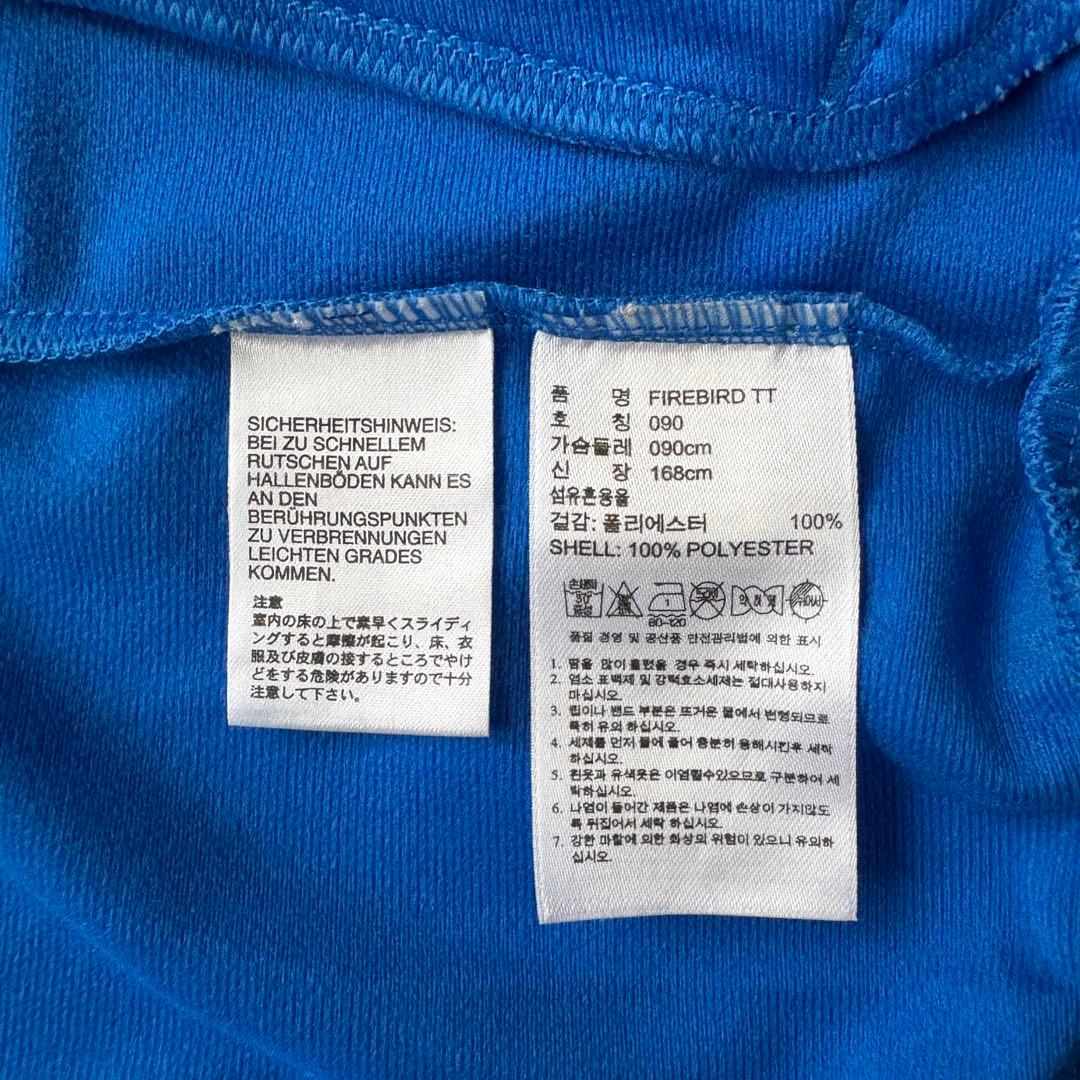 SICHERHEITSHINWEIS:
BEI ZU SCHNELLEM
RUTSCHEN AUF
HALLENBÖDEN KANN ES
AN DEN
BERÜHRUNGSPUNKTEN
ZU VERBRENNUNGEN
LEICHTEN GRADES
KOMMEN.
注意
室内の床の上で素早くスライディ
ングすると摩擦が起こり、床、衣
服及び皮膚の接するところでやけ
どをする危険がありますので十分
注意して下さい。
품 명 FIREBIRD TT
호 칭 090
가슴둘레 090cm
신 장 168cm
섬유혼용율
겉감: 폴리에스터 100%
SHELL: 100% POLYESTER
손세탁
30
중성
1
80-120
품질 경영 및 공산품 안전관리법에 의한 표시
1. 땀을 많이 흘렸을 경우 즉시 세탁하십시오.
2. 염소 표백제 및 강력효소세제는 절대사용하지
마십시오.
3. 립이나 밴드 부분은 뜨거운 물에서 변형되므로
특히 유의 하십시오.
4. 세제를 먼저 물에 풀어 충분히 용해시킨후 세탁
하십시오.
5. 흰옷과 유색옷은 이염될수있으므로 구분하여 세
탁하십시오.
6. 나염이 들어간 제품은 나염에 손상이 가지않도
록 뒤집어서 세탁 하십시오.
7. 강한 마찰에 의한 화상의 위험이 있으니 유의하
십시오.